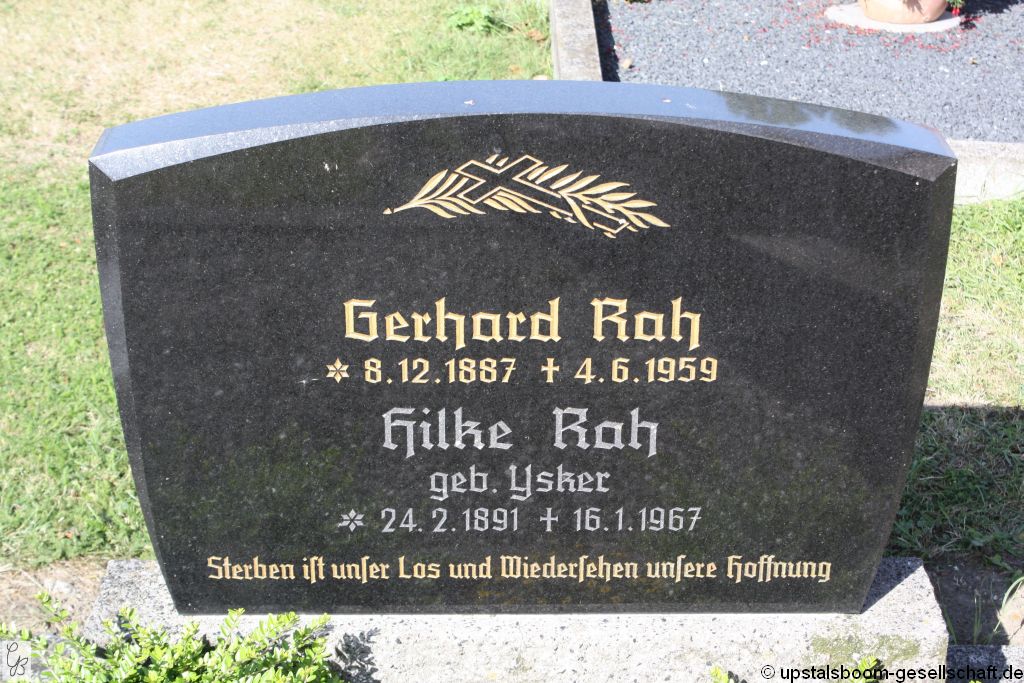 Gerhard Rah
* 8.12.1887 † 4.6.1959
Hilke Rah
geb. Ysker
* 24.2.1891 † 16.1.1967
Sterben ist unser Los und Wiedersehen unsere Hoffnung
© upstalsboom-gesellschaft.de